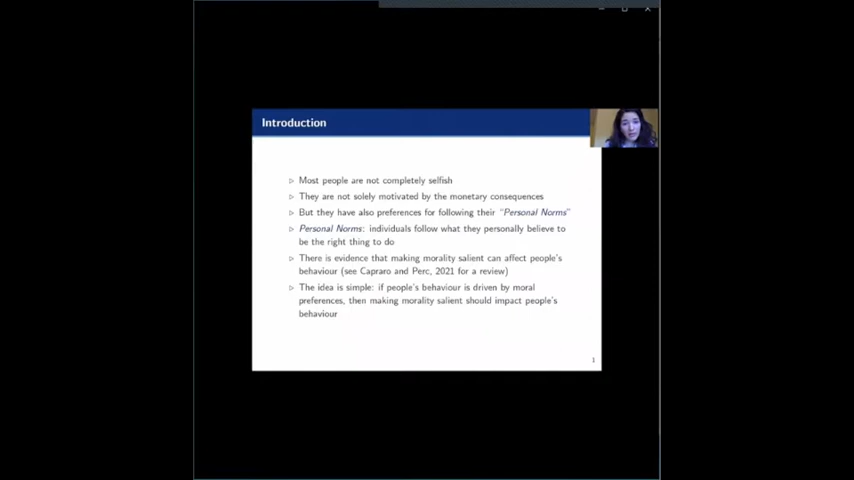 Introduction
▷ Most people are not completely selfish
▷ They are not solely motivated by the monetary consequences
▷ But they have also preferences for following their "Personal Norms"
▷ Personal Norms: individuals follow what they personally believe to
be the right thing to do
▷ There is evidence that making morality salient can affect people's
behaviour (see Capraro and Perc, 2021 for a review)
▷ The idea is simple: if people's behaviour is driven by moral
preferences, then making morality salient should impact people's
behaviour
1